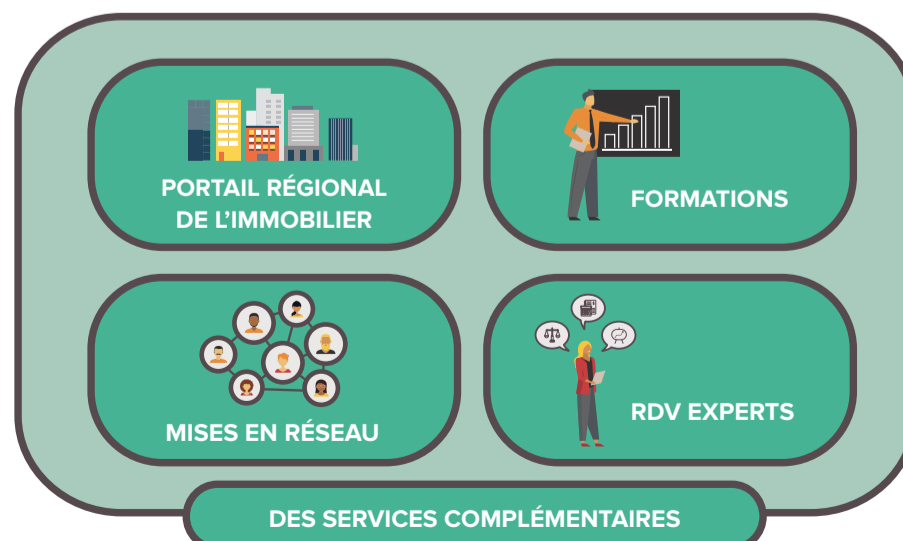 PORTAIL RÉGIONAL
DE L’IMMOBILIER
FORMATIONS
MISES EN RÉSEAU
RDV EXPERTS
DES SERVICES COMPLÉMENTAIRES